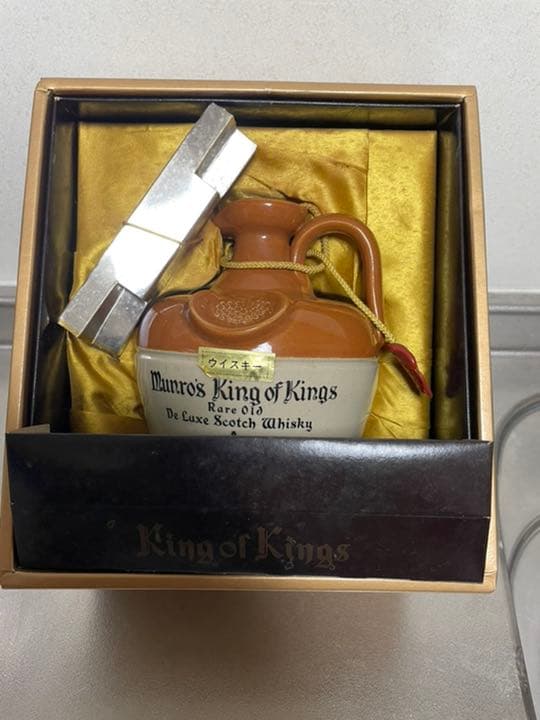 ウイスキー
Munro's King of Kings
Rare Old
De Luxe Scotch Whisky
King of Kings